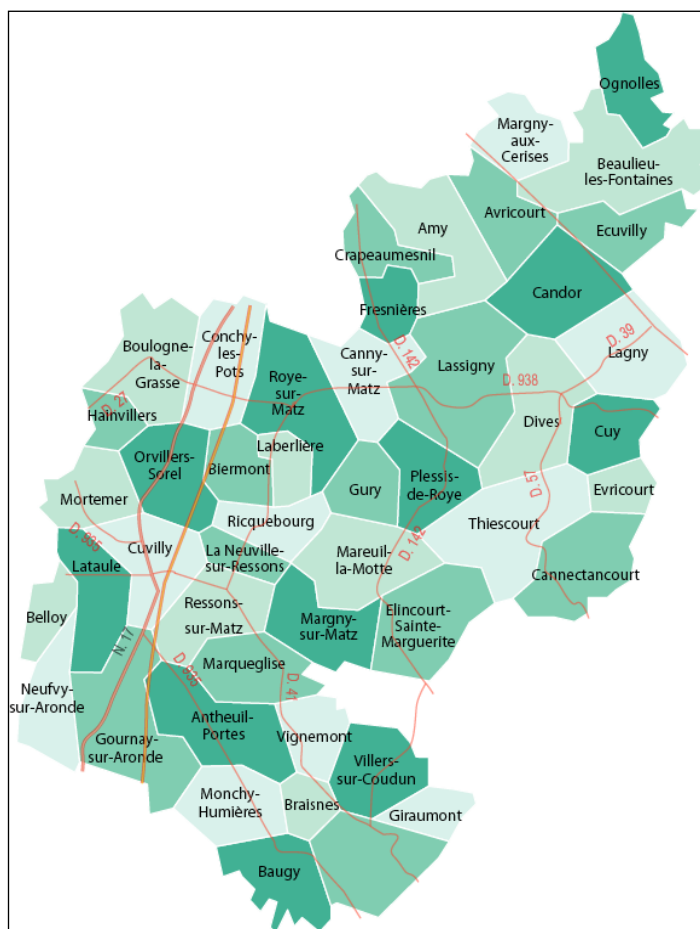 Ognolles
Margny-
aux-
Cerises
Beaulieu-
les-Fontaines
Avricourt
Amy
Ecuvilly
Crapeaumesnil
Candor
Fresnières
D. 39
Lagny
Conchy-
les-
Pots
Boulogne-
la-
Grasse
Canny-
sur-
Matz
D. 142
Lassigny
Roye-
sur-
Matz
D. 938
D. 27
Hainvillers
Dives
Cuy
Laberlière
Orvillers-
Sorel
Biermont
Gury
Plessis-
de-Roye
D. 57
Evricourt
Mortemer
Ricquebourg
Thiescourt
D. 935
Cuvilly
La Neuville-
sur-Ressons
Mareuil-
la-Motte
D. 142
Lataule
Cannectancourt
Belloy
Ressons-
sur-Matz
Margny-
sur-Matz
Elincourt-
Sainte-
Marguerite
N. 17
D. 935
Marqueglise
D. 41
Neufvy-
sur-Aronde
Antheuil-
Portes
Vignemont
Gournay-
sur-Aronde
Villers-
sur-Coudun
Monchy-
Humières
Braisnes
Giraumont
Baugy